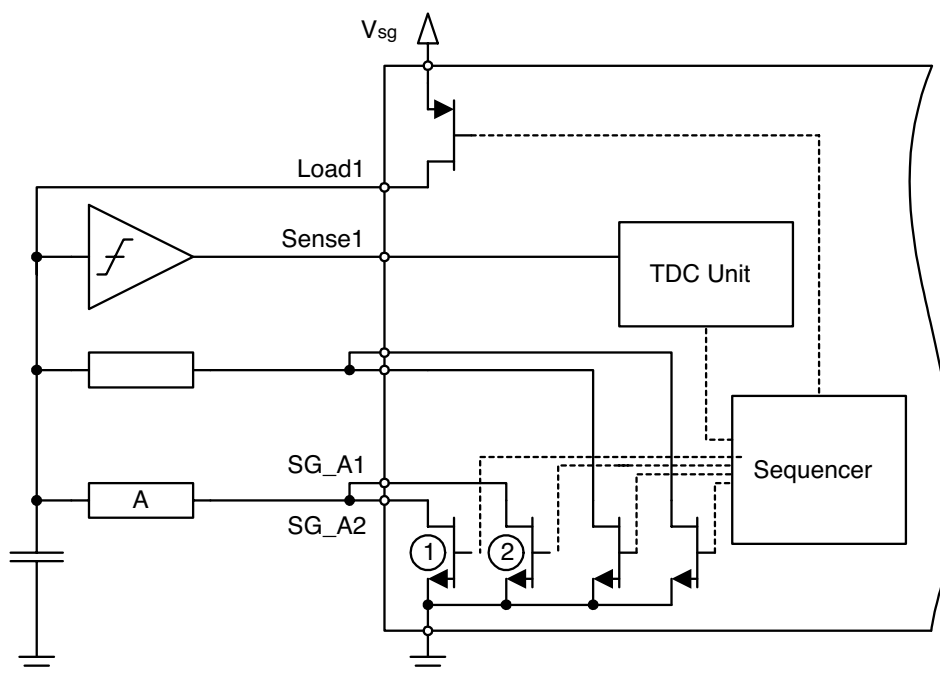 Vsg
Load1
Sense1
TDC Unit
SG_A1
Sequencer
A
SG_A2
1
2